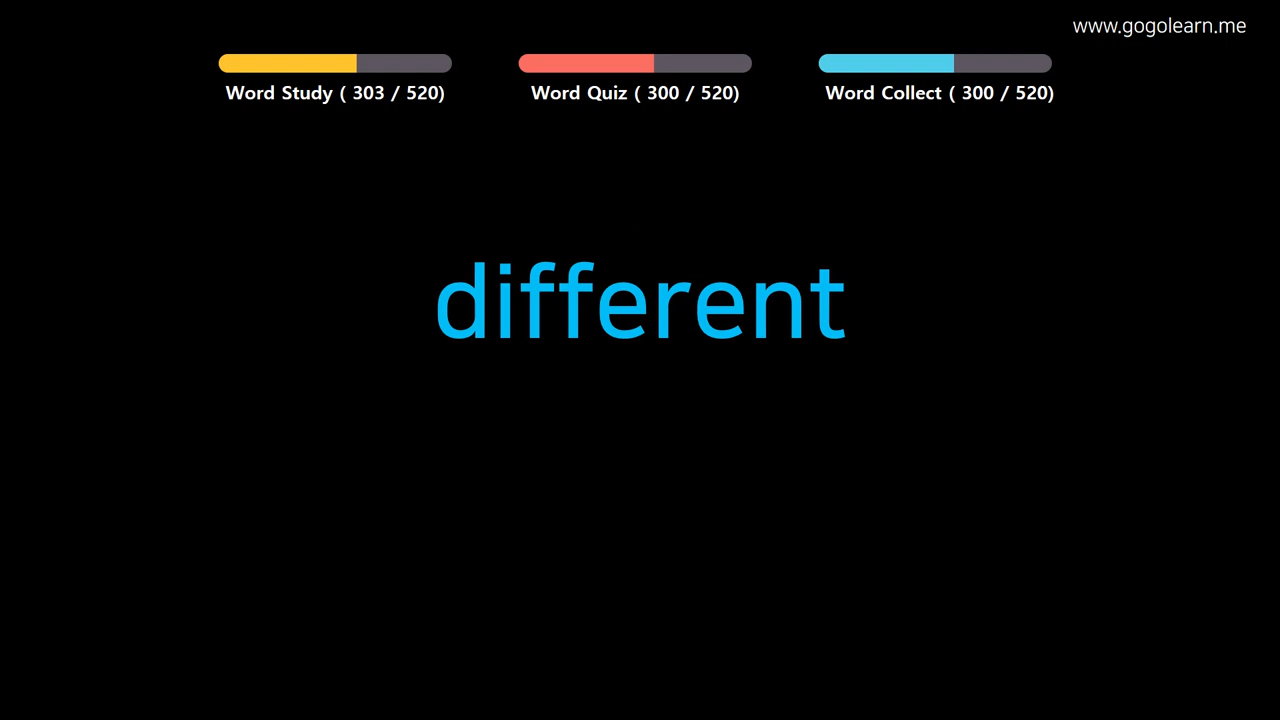 www.gogolearn.me
Word Study ( 303 / 520)
Word Quiz ( 300 / 520)
Word Collect ( 300 / 520)
different